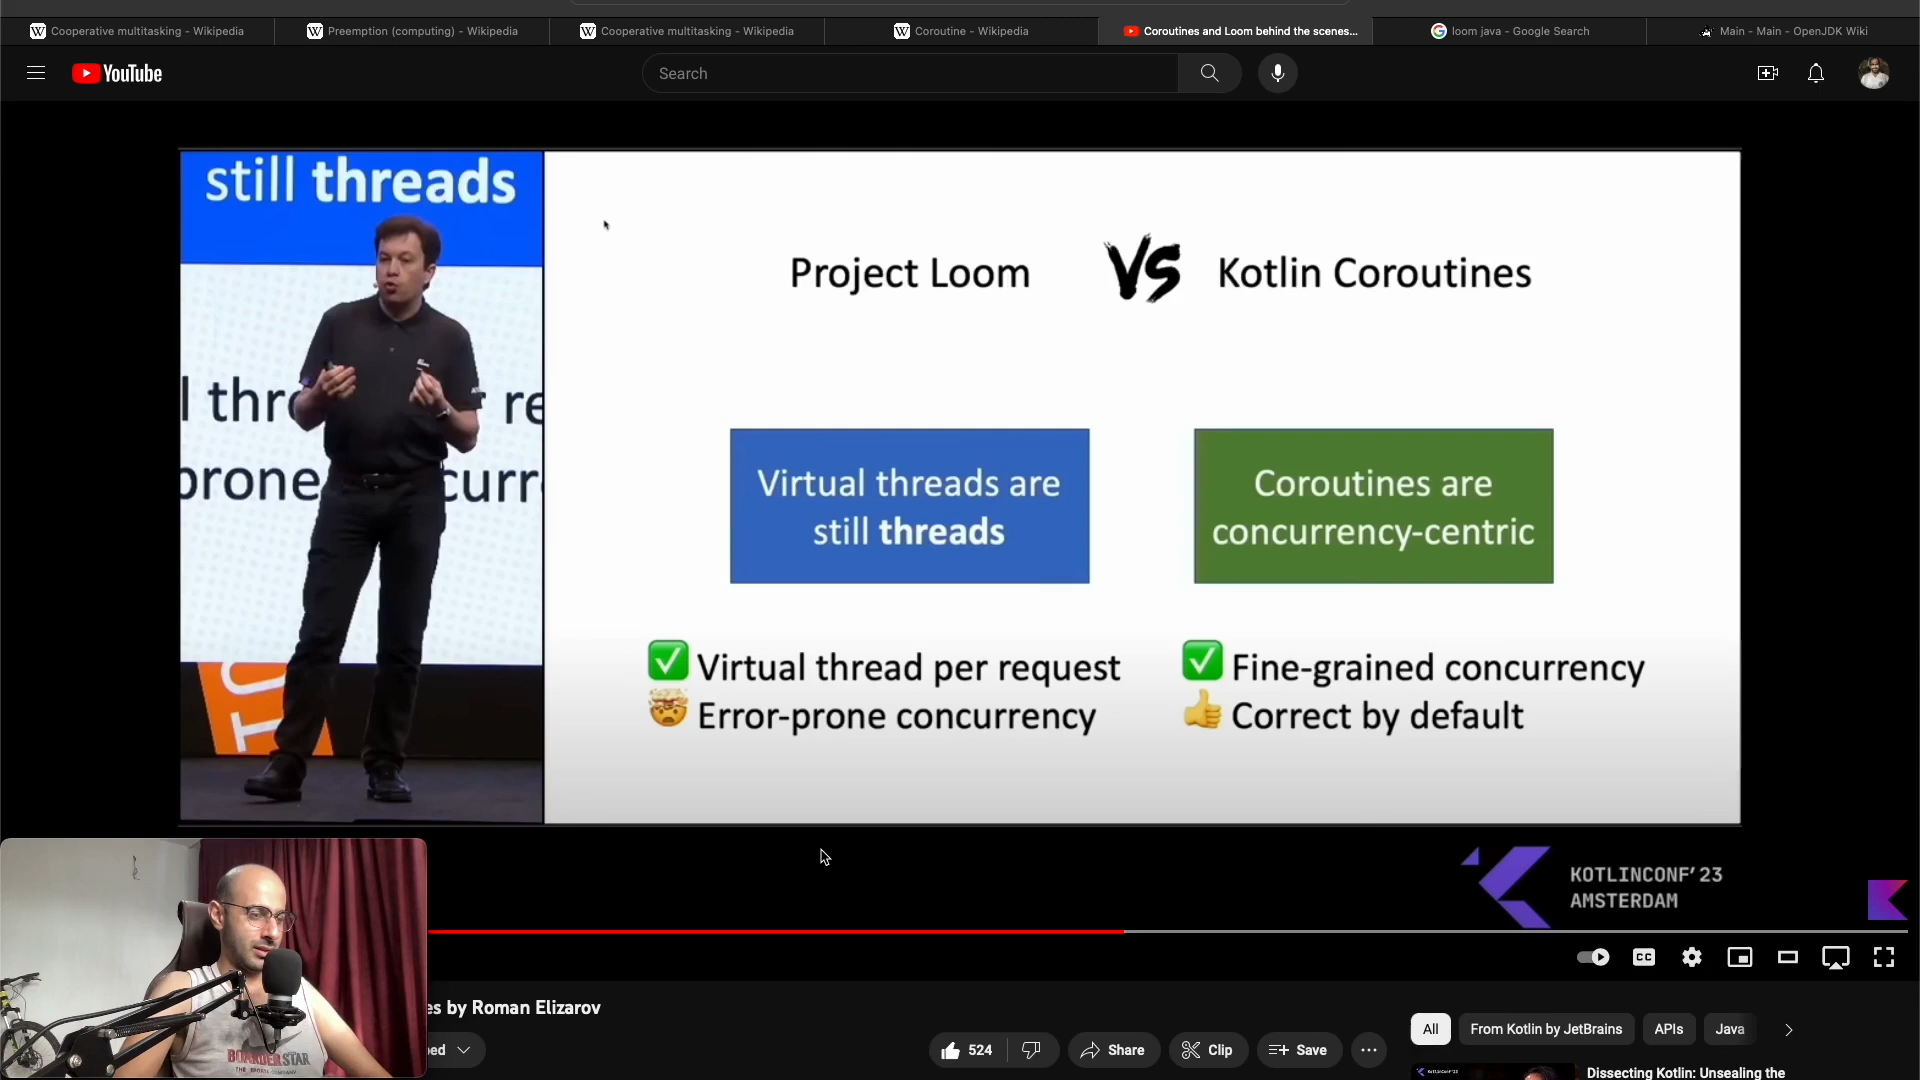 Cooperative multitasking - Wikipedia
Preemption (computing) - Wikipedia
Cooperative multitasking - Wikipedia
Coroutine - Wikipedia
Coroutines and Loom behind the scenes...
loom java - Google Search
Main - Main - OpenJDK Wiki
YouTube
Search
still threads
l thr
re
prone
curr
Project Loom VS Kotlin Coroutines
Virtual threads are
still threads
Coroutines are
concurrency-centric
Virtual thread per request
Error-prone concurrency
Fine-grained concurrency
Correct by default
KOTLINCONF'23
AMSTERDAM
CC
es by Roman Elizarov
bed
524
Share
Clip
Save
All
From Kotlin by JetBrains
APIs
Java
Dissecting Kotlin: Unsealing the
BOARDERSTAR